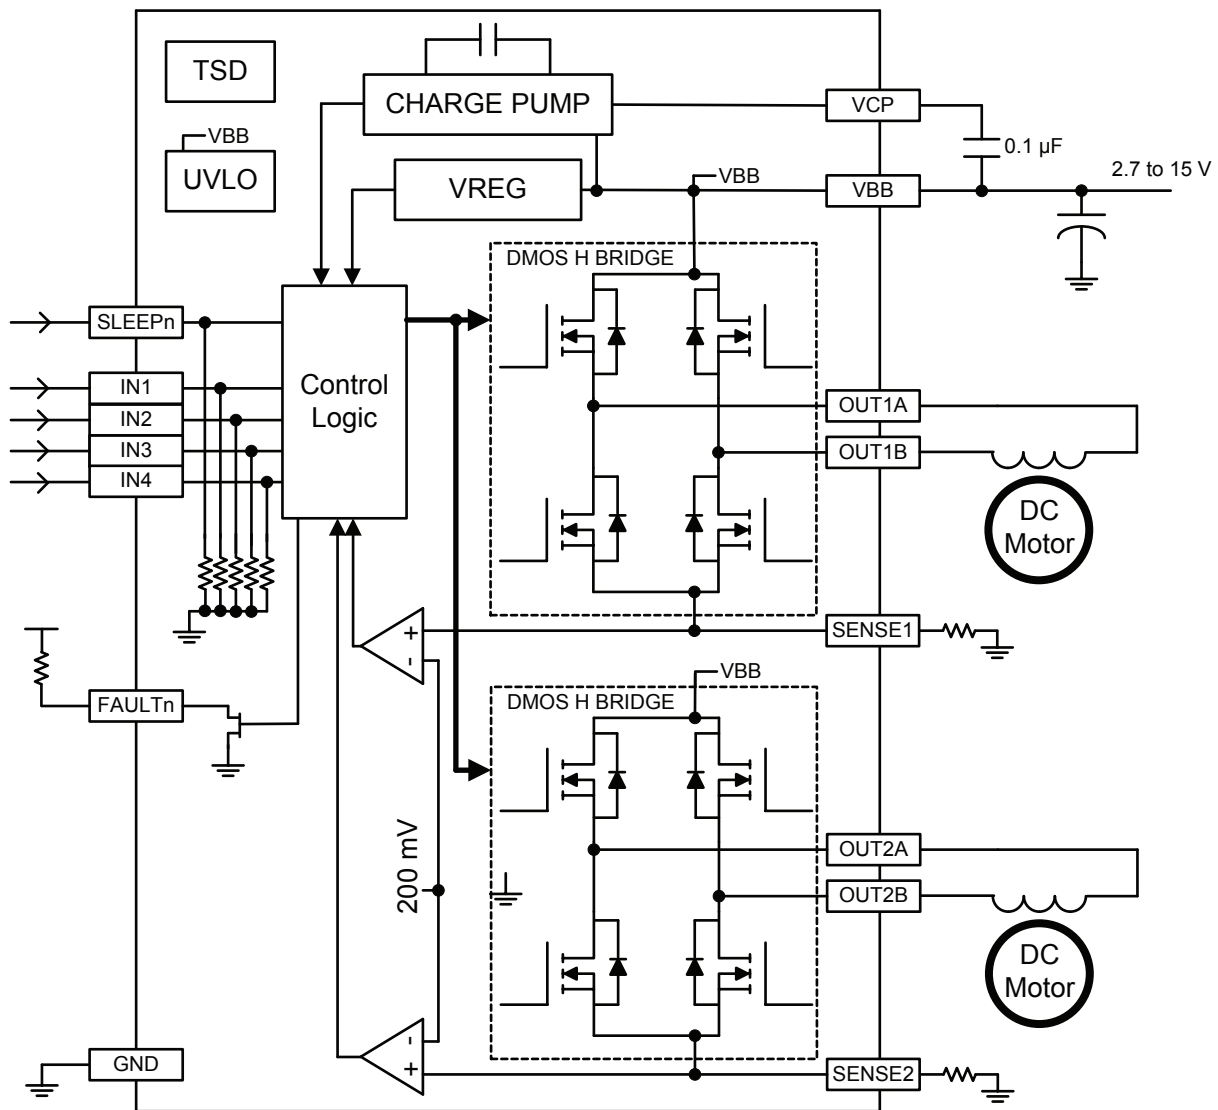 TSD
CHARGE PUMP
VCP
VBB
0.1 µF
UVLO
VREG
VBB
VBB
2.7 to 15 V
DMOS H BRIDGE
SLEEPn
IN1
IN2
IN3
IN4
Control
Logic
OUT1A
OUT1B
DC
Motor
+
-
SENSE1
FAULTn
VBB
DMOS H BRIDGE
200 mV
OUT2A
OUT2B
DC
Motor
-
+
GND
SENSE2